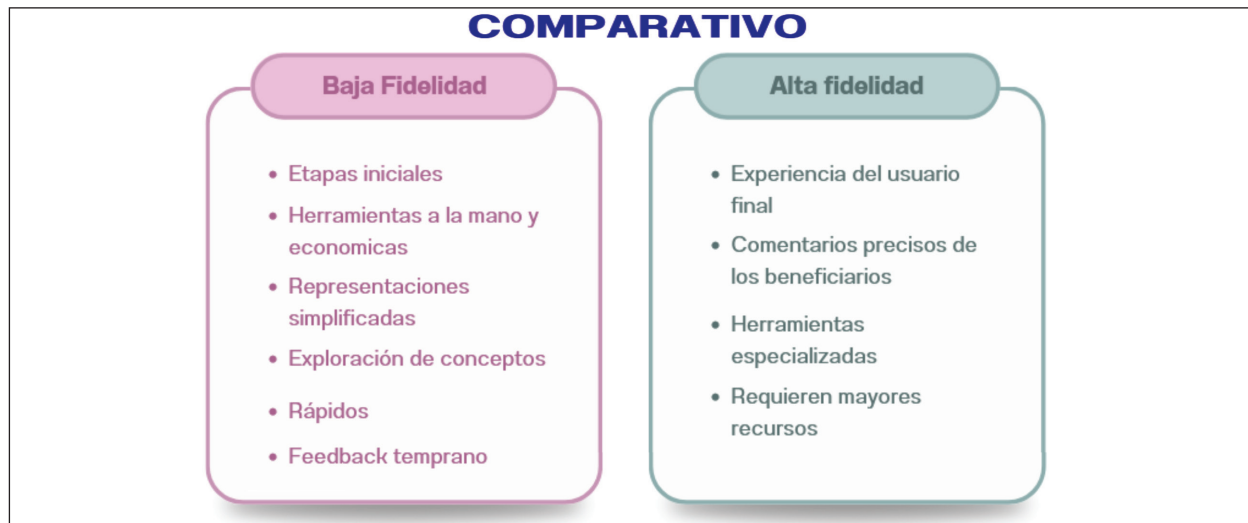 COMPARATIVO
Baja Fidelidad
• Etapas iniciales
• Herramientas a la mano y
economicas
• Representaciones
simplificadas
• Exploración de conceptos
• Rápidos
• Feedback temprano
Alta fidelidad
• Experiencia del usuario
final
• Comentarios precisos de
los beneficiarios
• Herramientas
especializadas
• Requieren mayores
recursos